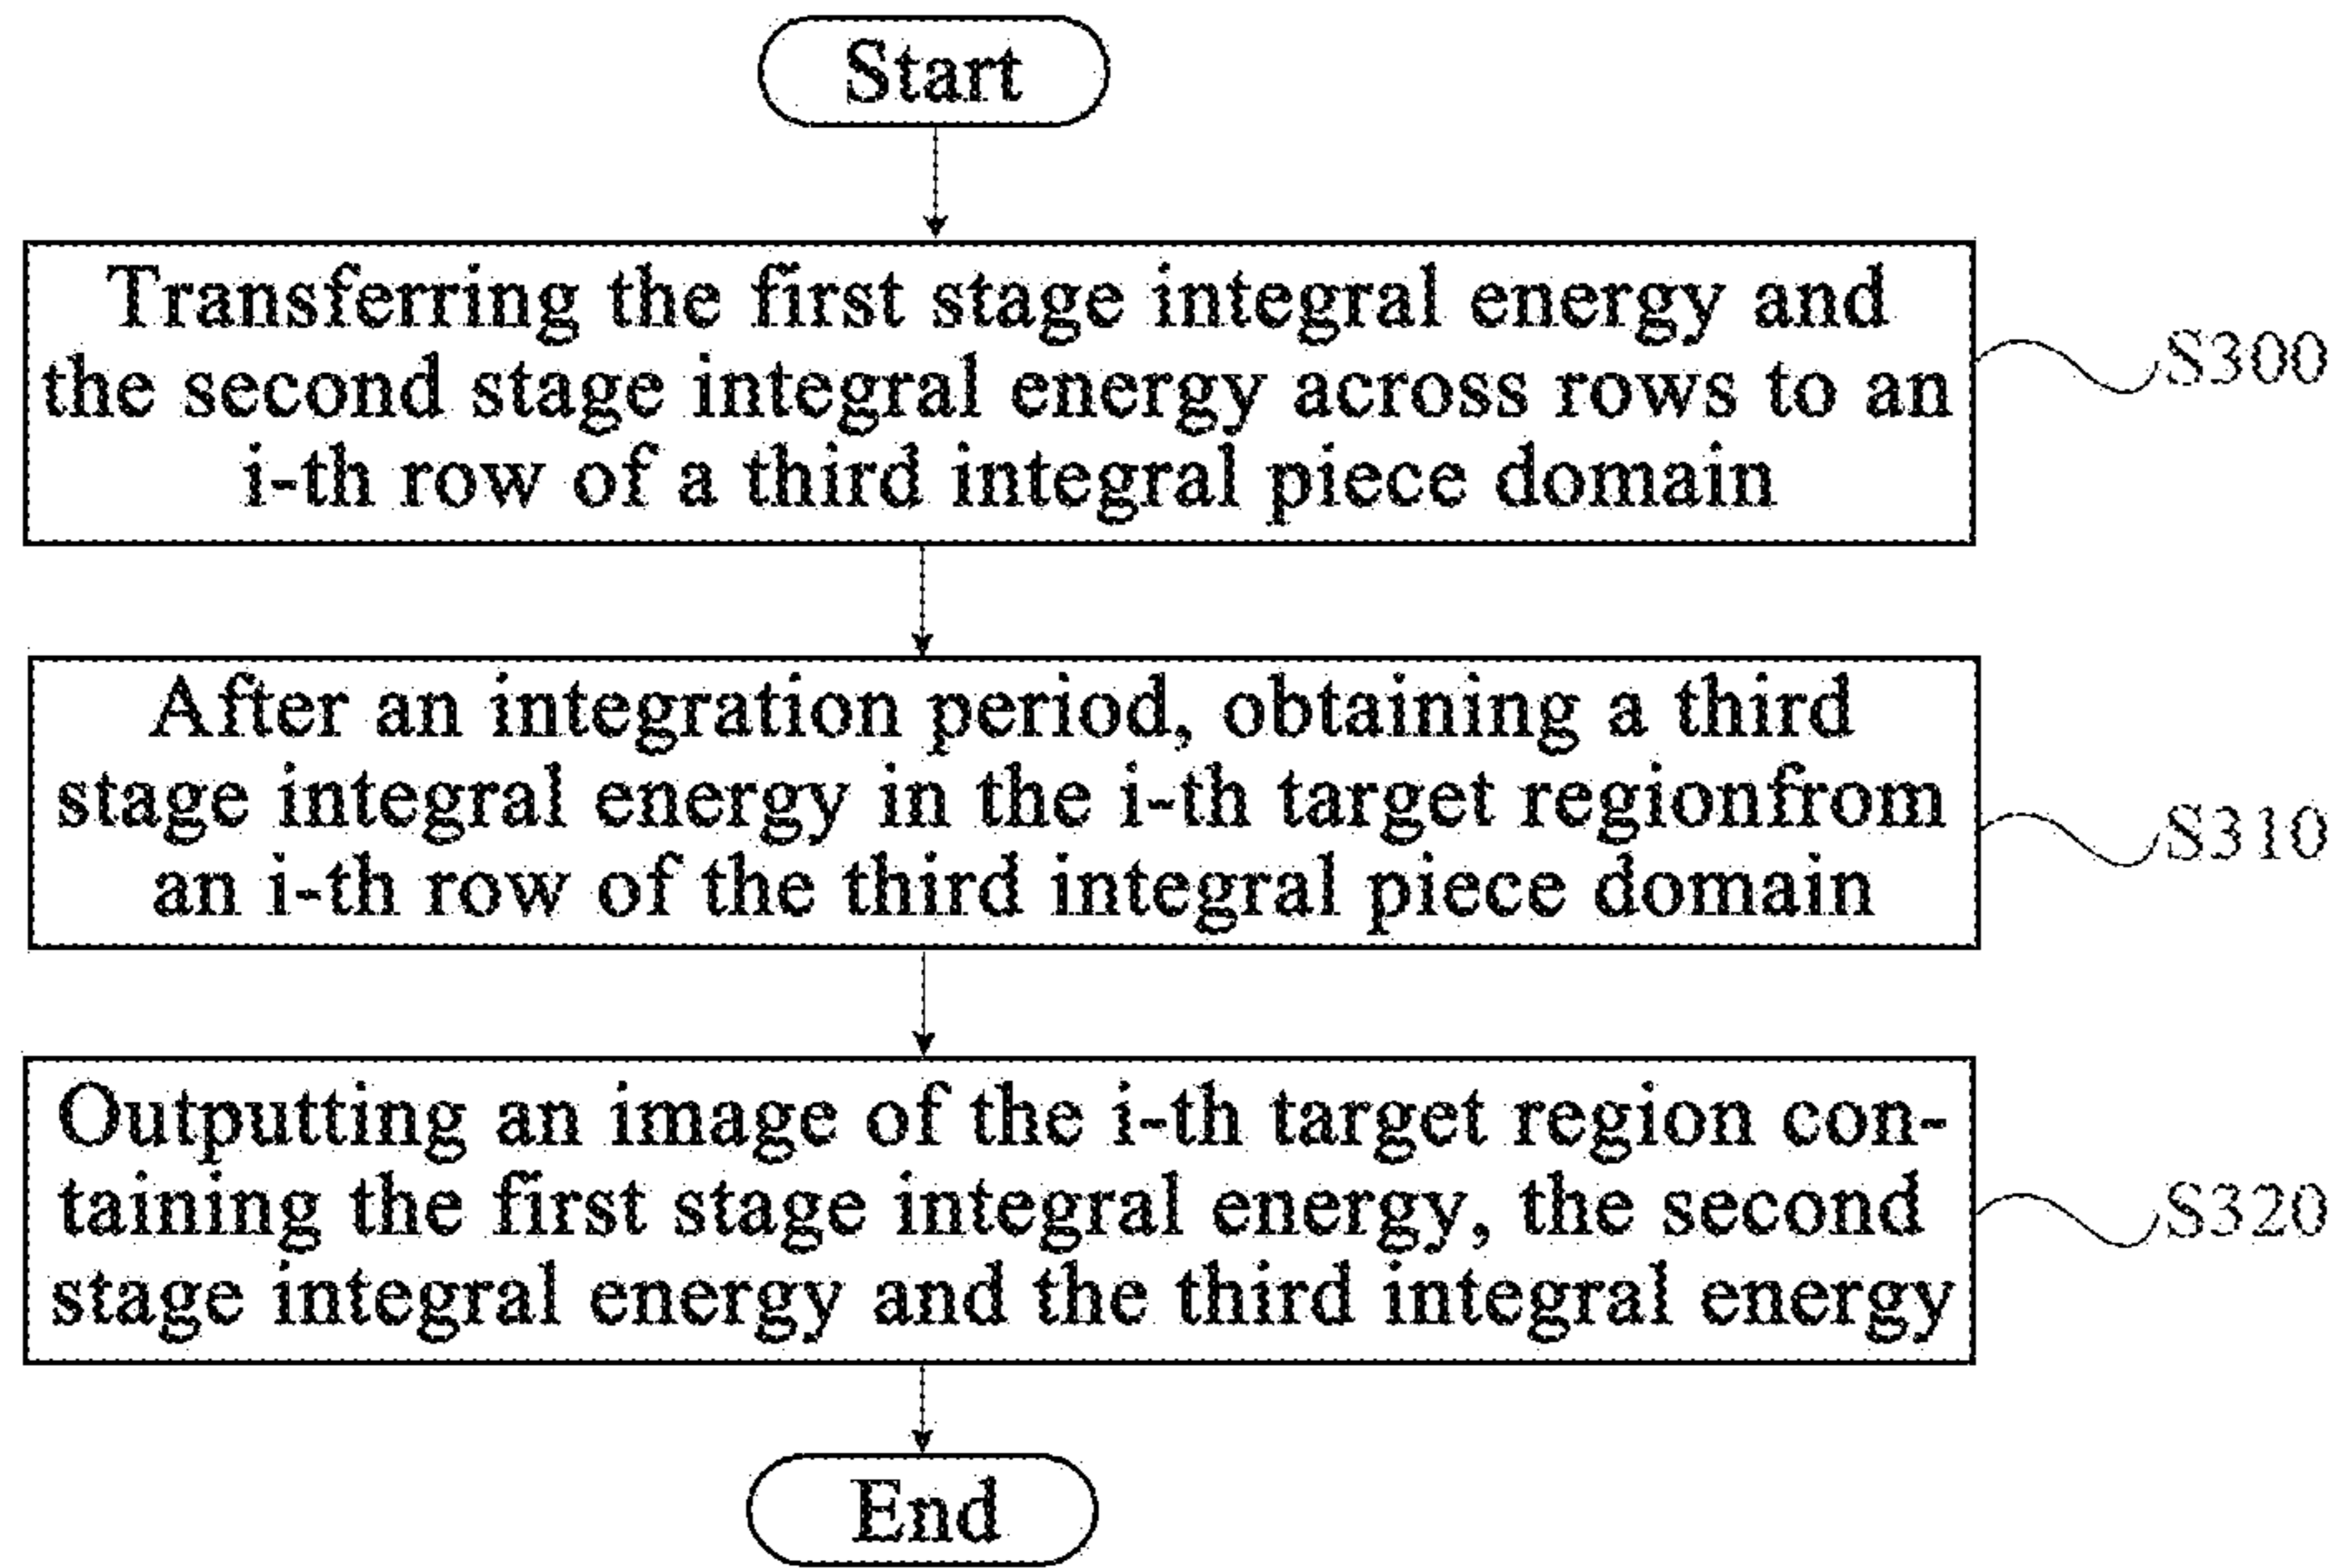 Start
Transferring the first stage integral energy and
the second stage integral energy across rows to an
i-th row of a third integral piece domain
S300
After an integration period, obtaining a third
stage integral energy in the i-th target regionfrom
an i-th row of the third integral piece domain
S310
Outputting an image of the i-th target region con-
taining the first stage integral energy, the second
stage integral energy and the third integral energy
S320
End